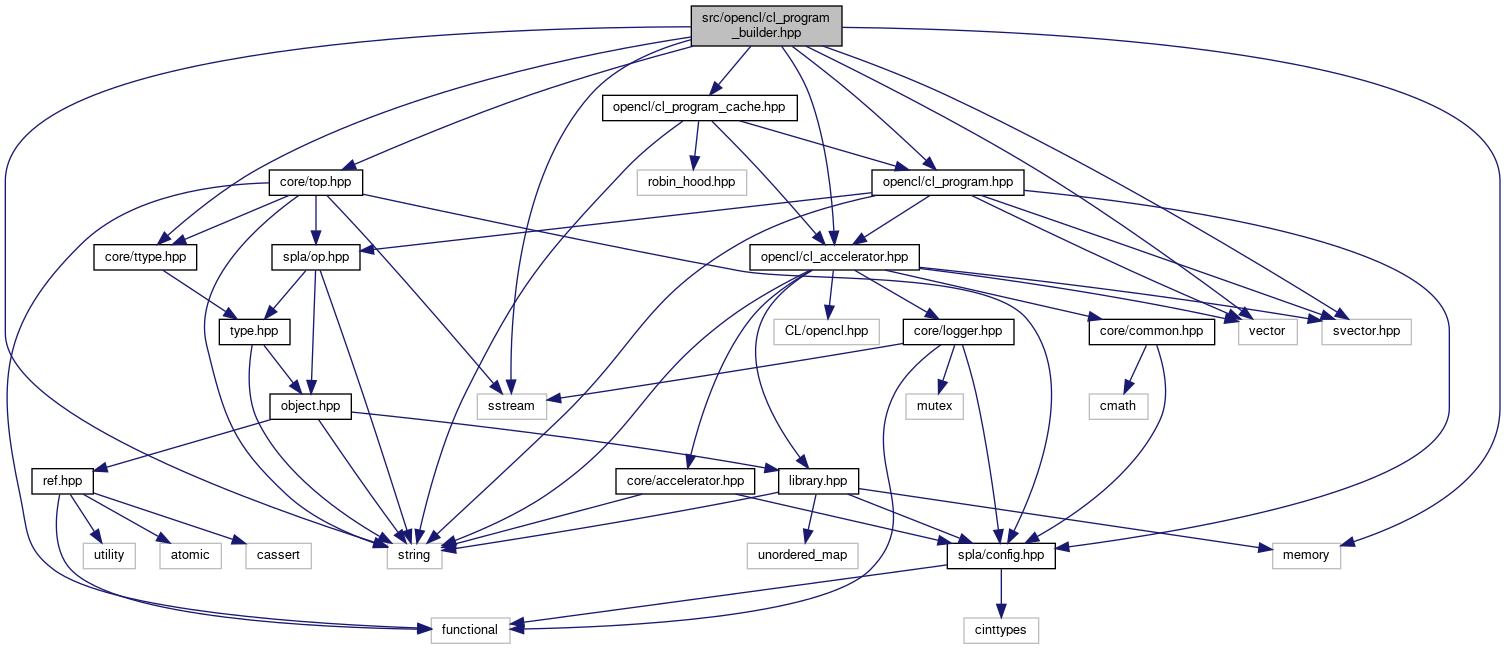 src/opencl/cl_program
_builder.hpp
opencl/cl_program_cache.hpp
core/top.hpp
robin_hood.hpp
opencl/cl_program.hpp
core/ttype.hpp
spla/op.hpp
opencl/cl_accelerator.hpp
type.hpp
CL/opencl.hpp
core/logger.hpp
core/common.hpp
vector
svector.hpp
object.hpp
sstream
mutex
cmath
ref.hpp
core/accelerator.hpp
library.hpp
utility
atomic
cassert
string
unordered_map
spla/config.hpp
memory
functional
cinttypes